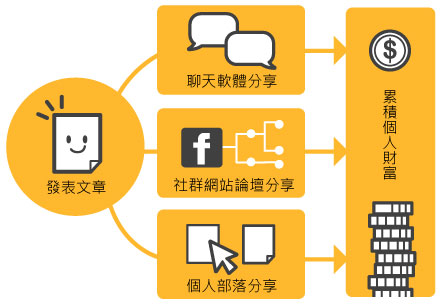 發表文章
聊天軟體分享
f
社群網站論壇分享
個人部落分享
$
累積個人財富